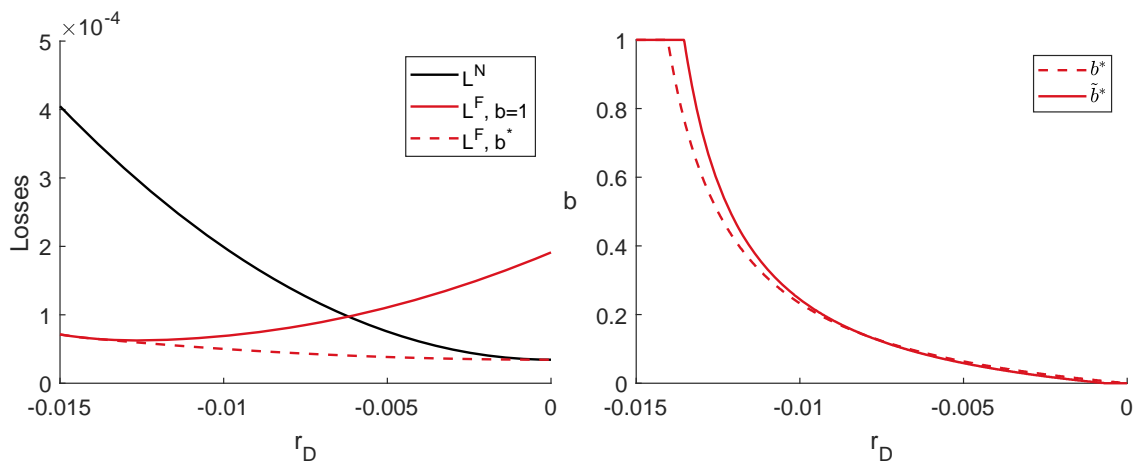 ×10⁻⁴
5
4
3
2
1
0
Losses
-0.015
-0.01
-0.005
0
r_D
L^N
L^F, b=1
L^F, b^*
1
0.8
0.6
0.4
0.2
0
b
-0.015
-0.01
-0.005
0
r_D
b^*
b̃^*